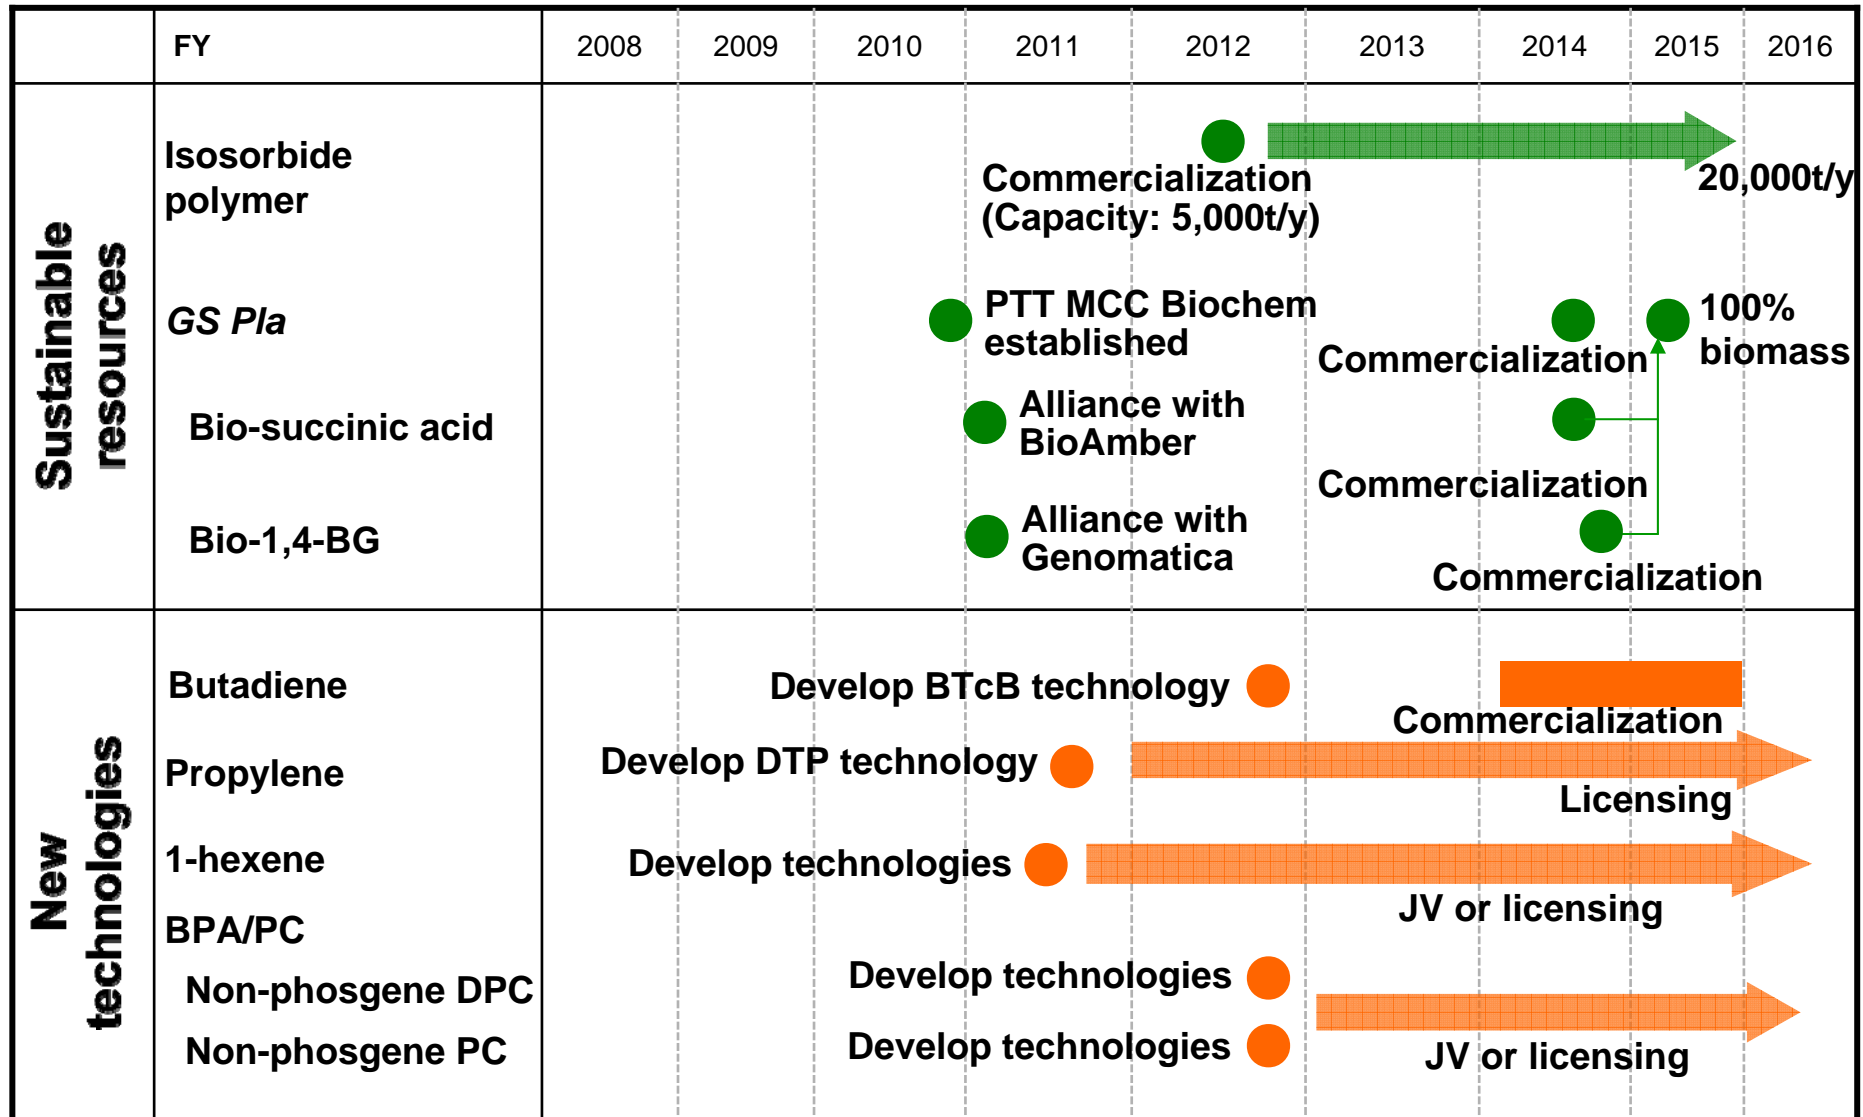 FY 2008 2009 2010 2011 2012 2013 2014 2015 2016
Sustainable
resources
Isosorbide
polymer
Commercialization
(Capacity: 5,000t/y)
20,000t/y
GS Pla
PTT MCC Biochem
established
Commercialization
100%
biomass
Bio-succinic acid
Alliance with
BioAmber
Commercialization
Bio-1,4-BG
Alliance with
Genomatica
Commercialization
New
technologies
Butadiene
Develop BTcB technology
Commercialization
Propylene
Develop DTP technology
Licensing
1-hexene
Develop technologies
JV or licensing
BPA/PC
Non-phosgene DPC
Develop technologies
Non-phosgene PC
Develop technologies
JV or licensing